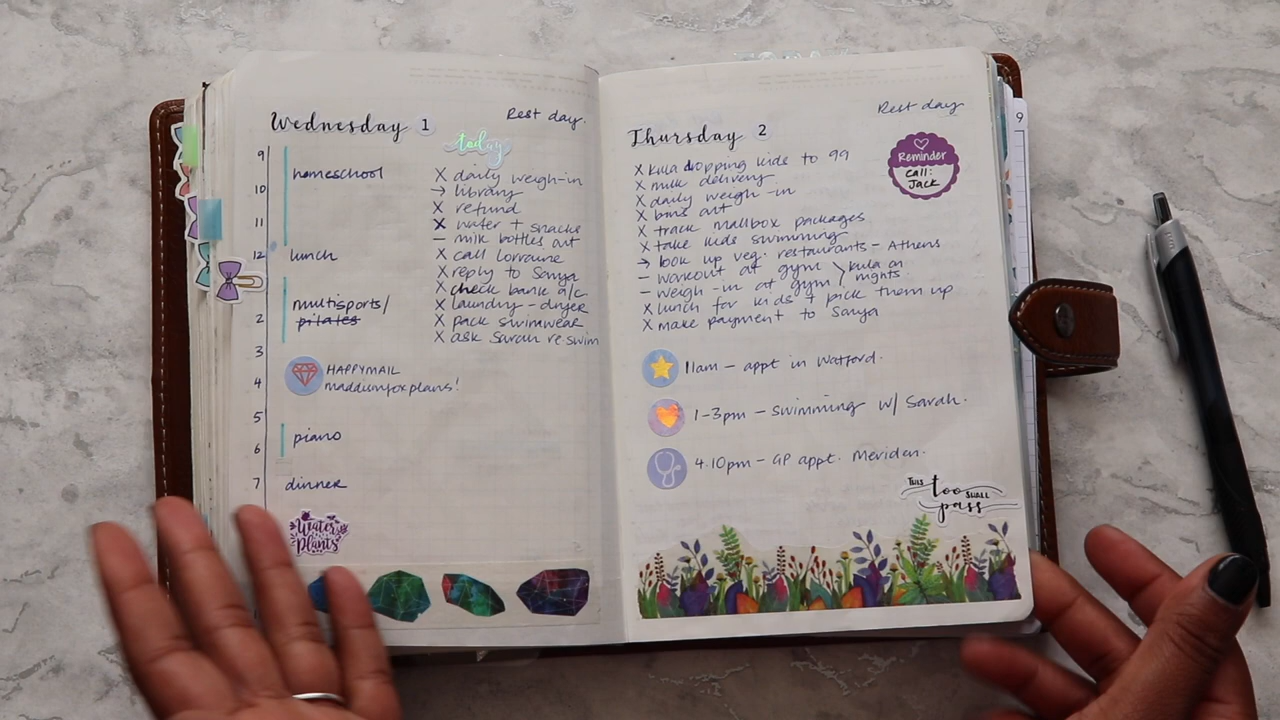 Wednesday 1
Rest day.
today
9
homeschool
10
11
12
lunch
multisports/
pilates
2
3
HAPPYMAIL
4
5
piano
6
7
dinner
Water
Plants
X daily weigh-in
→ library
X refund
X water + snacks
— milk bottles out
X call Lorraine
X reply to Sanya
X check bank a/c.
X laundry - dryer
X pack swimwear
X ask Sarah re swim
Thursday 2
Rest day
Reminder
call:
Jack
X kula dropping kids to 99
X milk delivery
X daily weigh-in
X bins out
X track mailbox packages
X take kids swimming
→ look up veg. restaurants - Athens
— workout at gym
— weigh-in at gym
kula on
nights.
X lunch for kids + pick them up
X make payment to Sanya
11am - appt in Watford.
1-3pm - swimming w/ Sarah.
4.10pm - GP appt. Meriden.
THIS too SHALL
pass
9